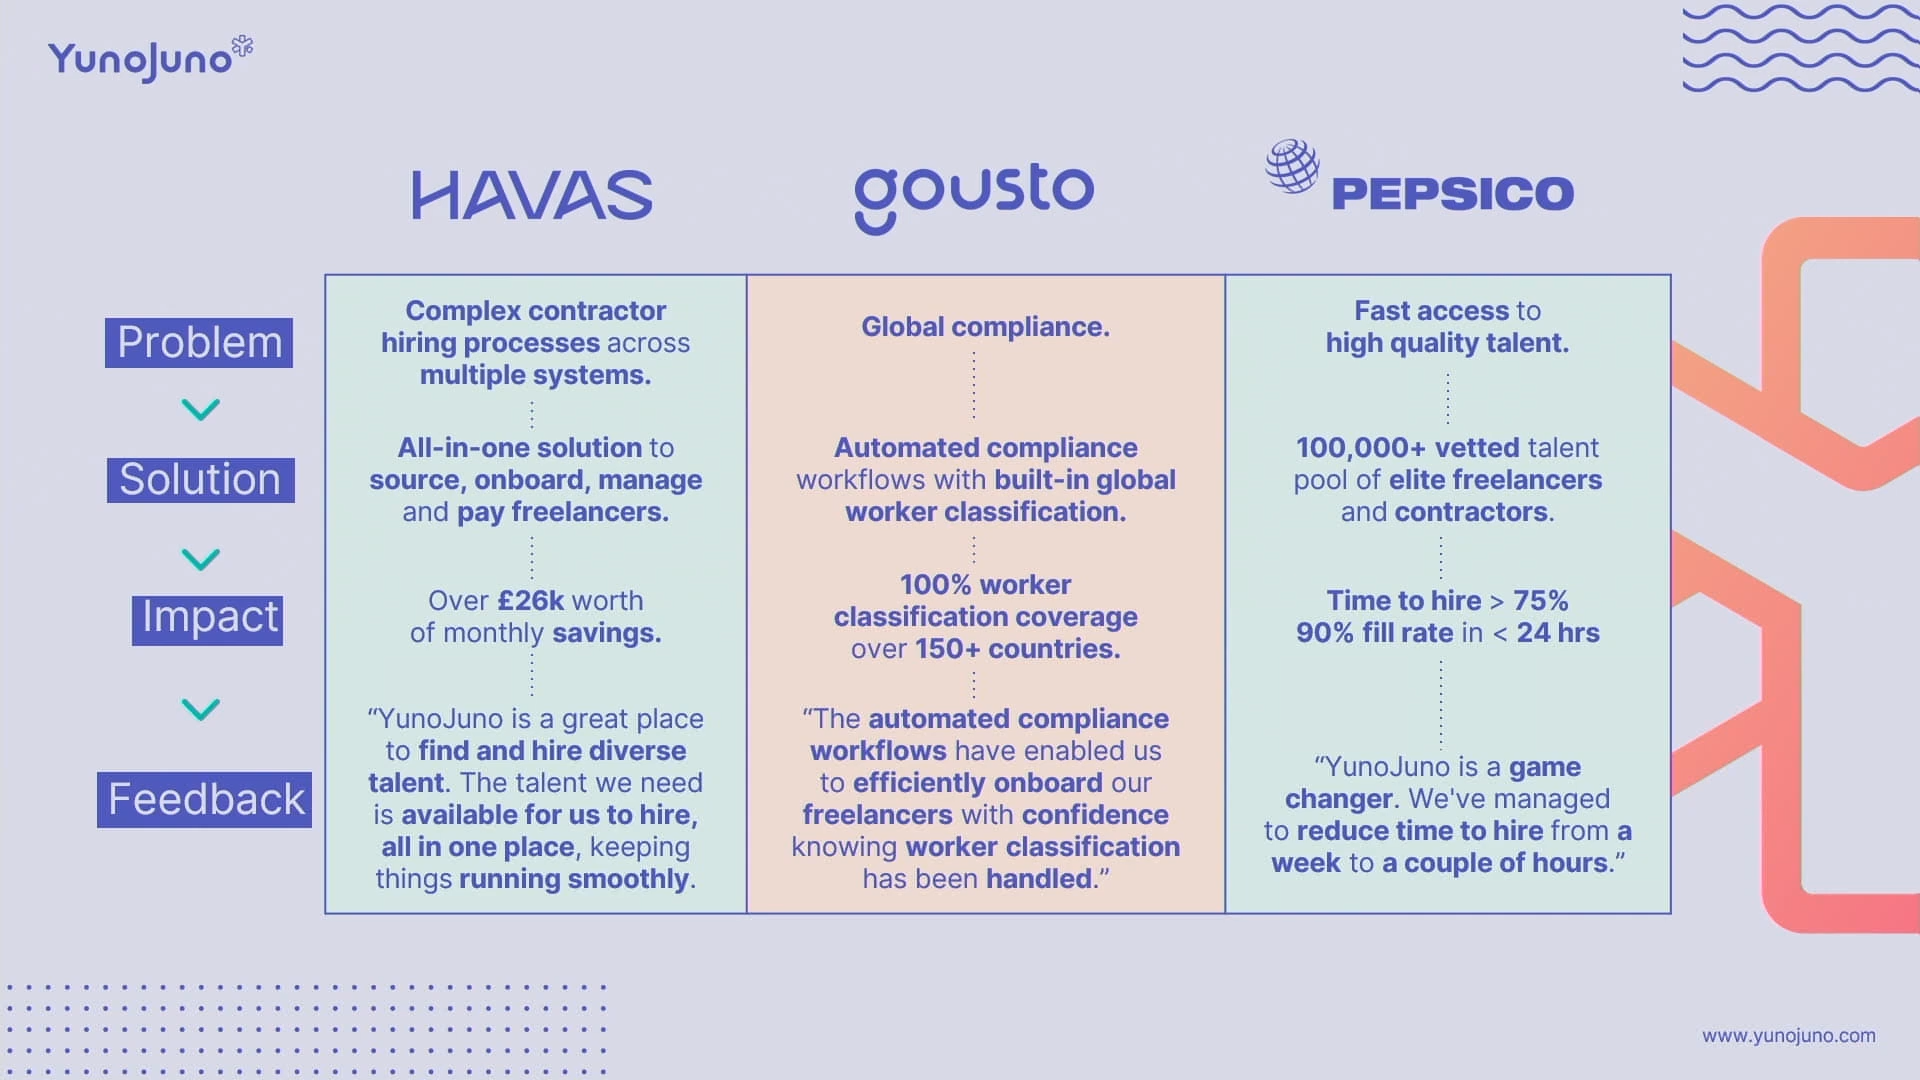 YunoJuno
HAVAS
gousto
PEPSICO
Problem
Solution
Impact
Feedback
Complex contractor
hiring processes across
multiple systems.
All-in-one solution to
source, onboard, manage
and pay freelancers.
Over £26k worth
of monthly savings.
“YunoJuno is a great place
to find and hire diverse
talent. The talent we need
is available for us to hire,
all in one place, keeping
things running smoothly.
Global compliance.
Automated compliance
workflows with built-in global
worker classification.
100% worker
classification coverage
over 150+ countries.
“The automated compliance
workflows have enabled us
to efficiently onboard our
freelancers with confidence
knowing worker classification
has been handled.”
Fast access to
high quality talent.
100,000+ vetted talent
pool of elite freelancers
and contractors.
Time to hire > 75%
90% fill rate in < 24 hrs
“YunoJuno is a game
changer. We've managed
to reduce time to hire from a
week to a couple of hours.”
www.yunojuno.com